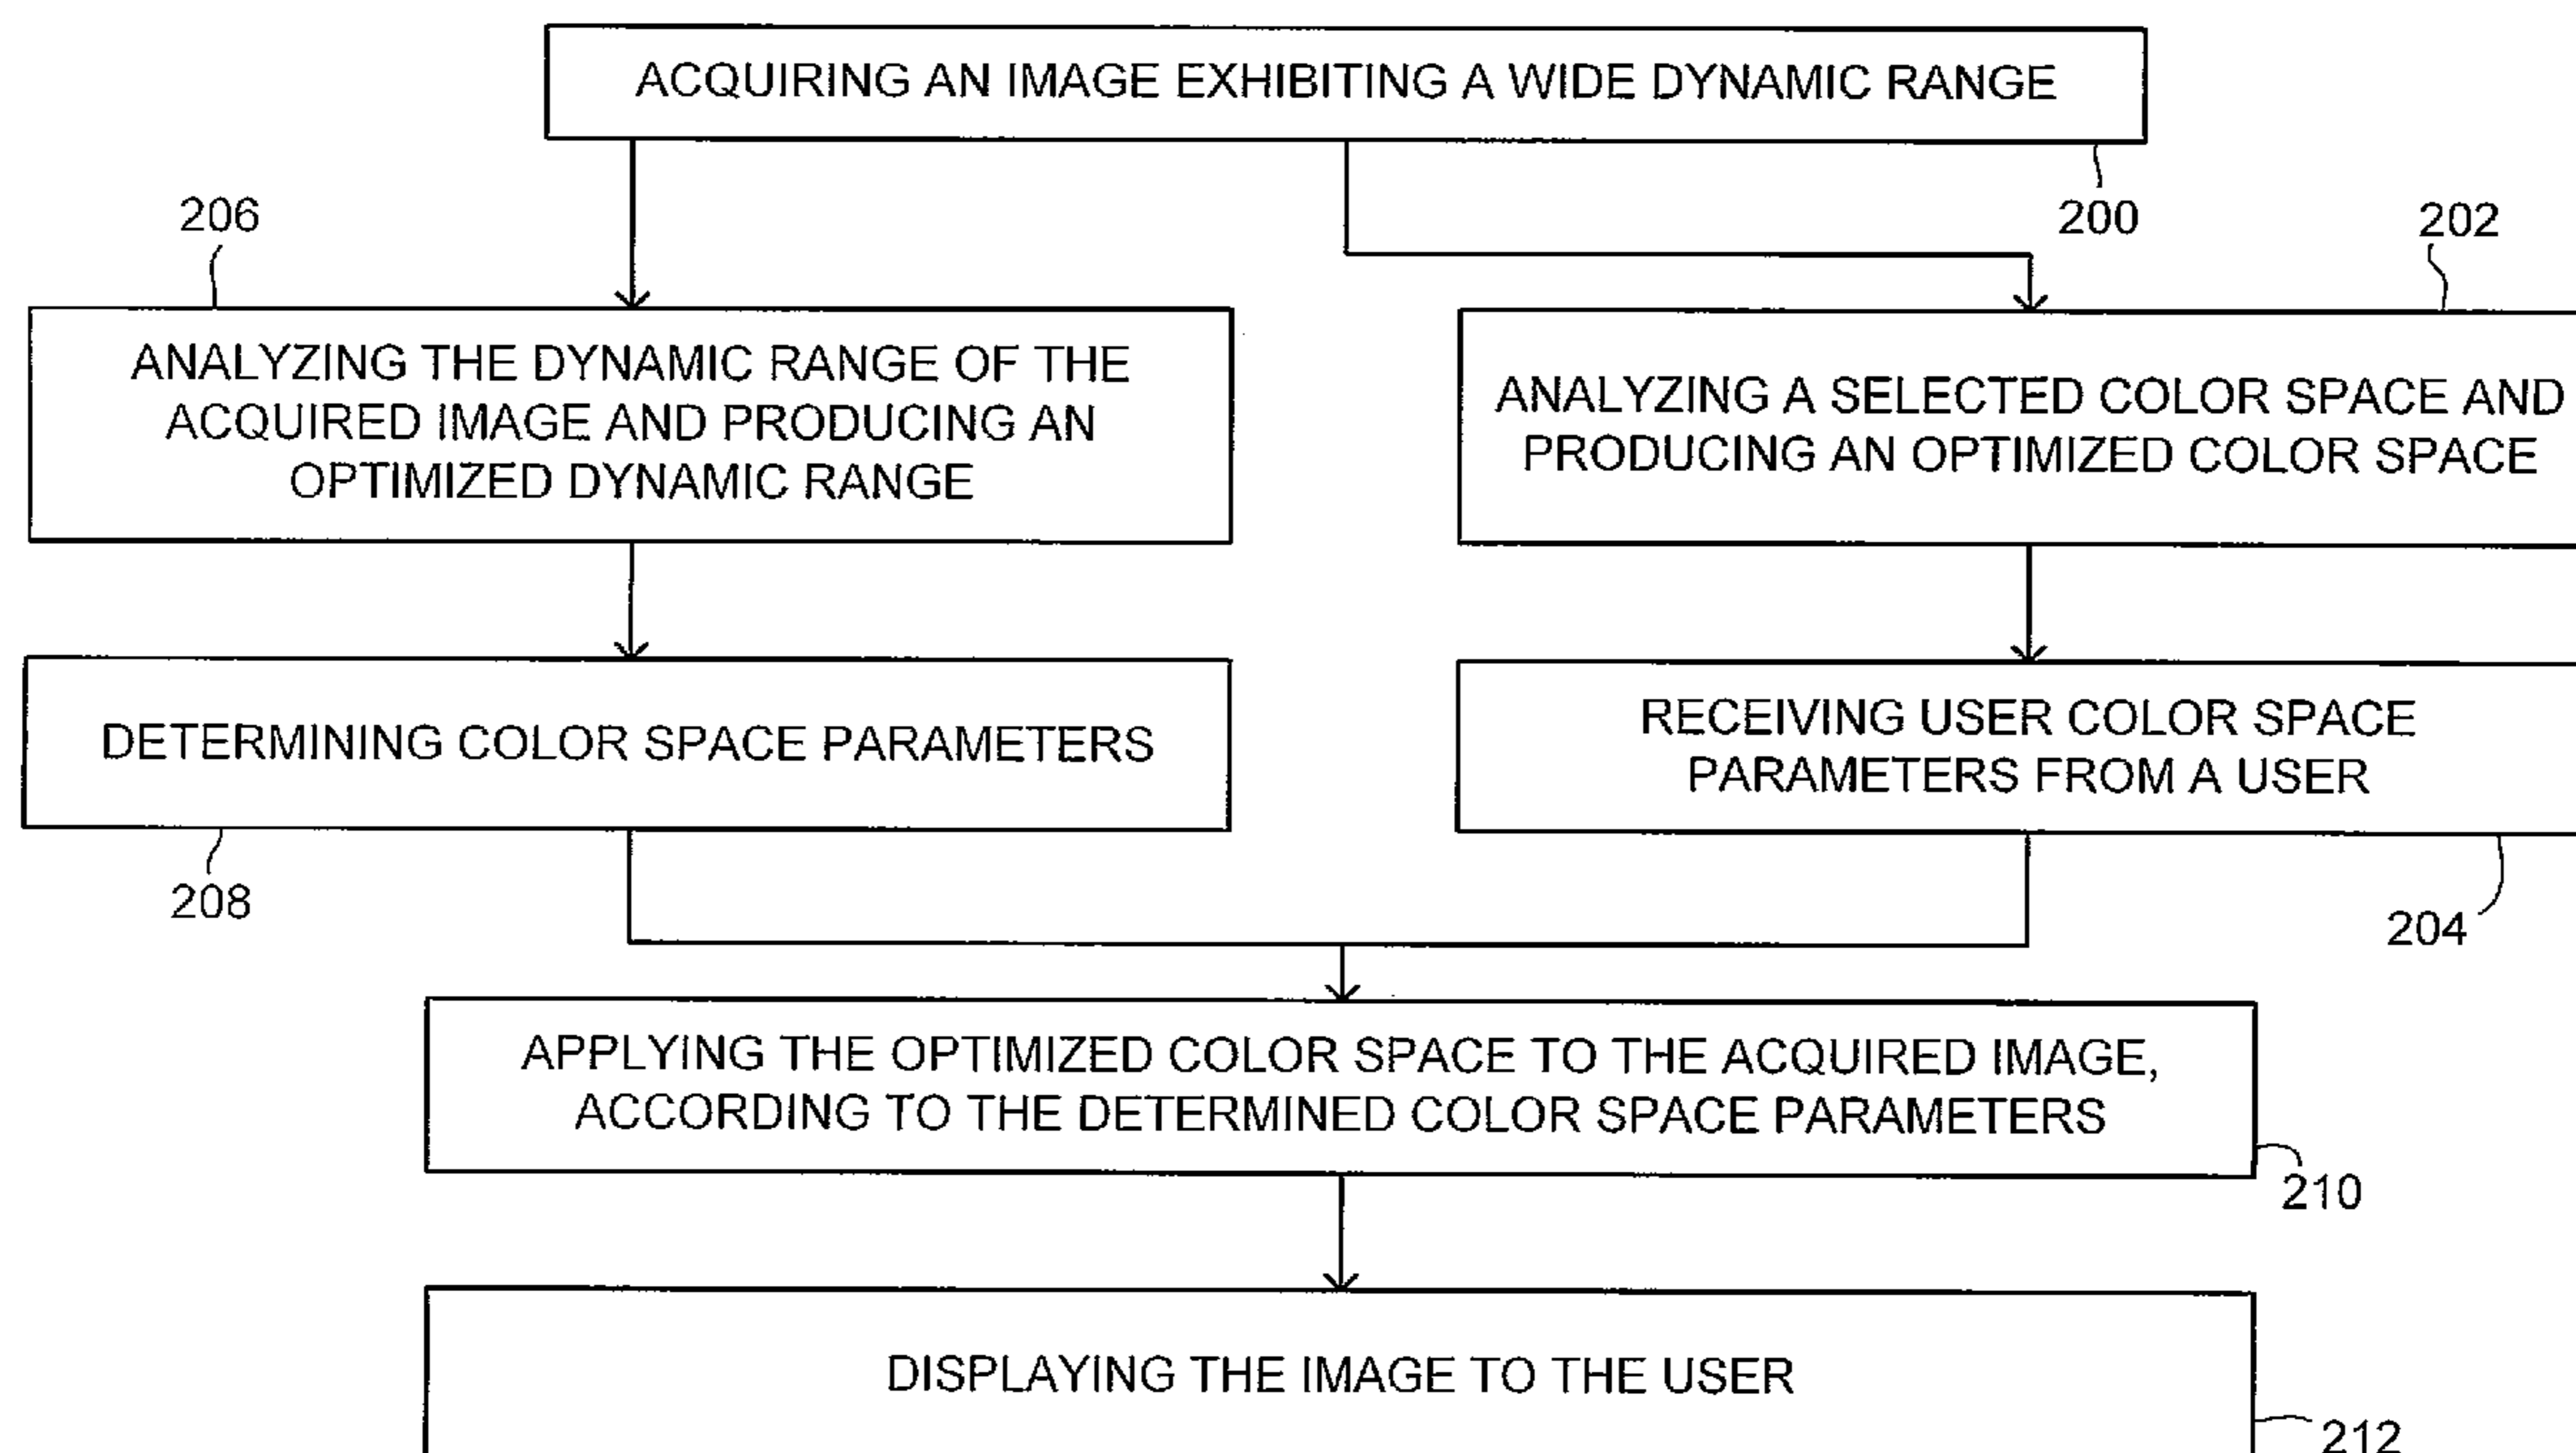 ACQUIRING AN IMAGE EXHIBITING A WIDE DYNAMIC RANGE
200
206
202
ANALYZING THE DYNAMIC RANGE OF THE
ACQUIRED IMAGE AND PRODUCING AN
OPTIMIZED DYNAMIC RANGE
ANALYZING A SELECTED COLOR SPACE AND
PRODUCING AN OPTIMIZED COLOR SPACE
DETERMINING COLOR SPACE PARAMETERS
208
RECEIVING USER COLOR SPACE
PARAMETERS FROM A USER
204
APPLYING THE OPTIMIZED COLOR SPACE TO THE ACQUIRED IMAGE,
ACCORDING TO THE DETERMINED COLOR SPACE PARAMETERS
210
DISPLAYING THE IMAGE TO THE USER
212